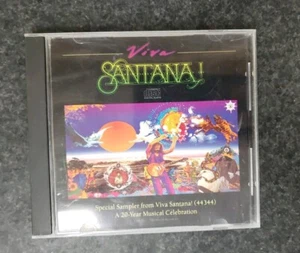 Viva
SANTANA!
Special Sampler from Viva Santana! (44344)
A 20-Year Musical Celebration